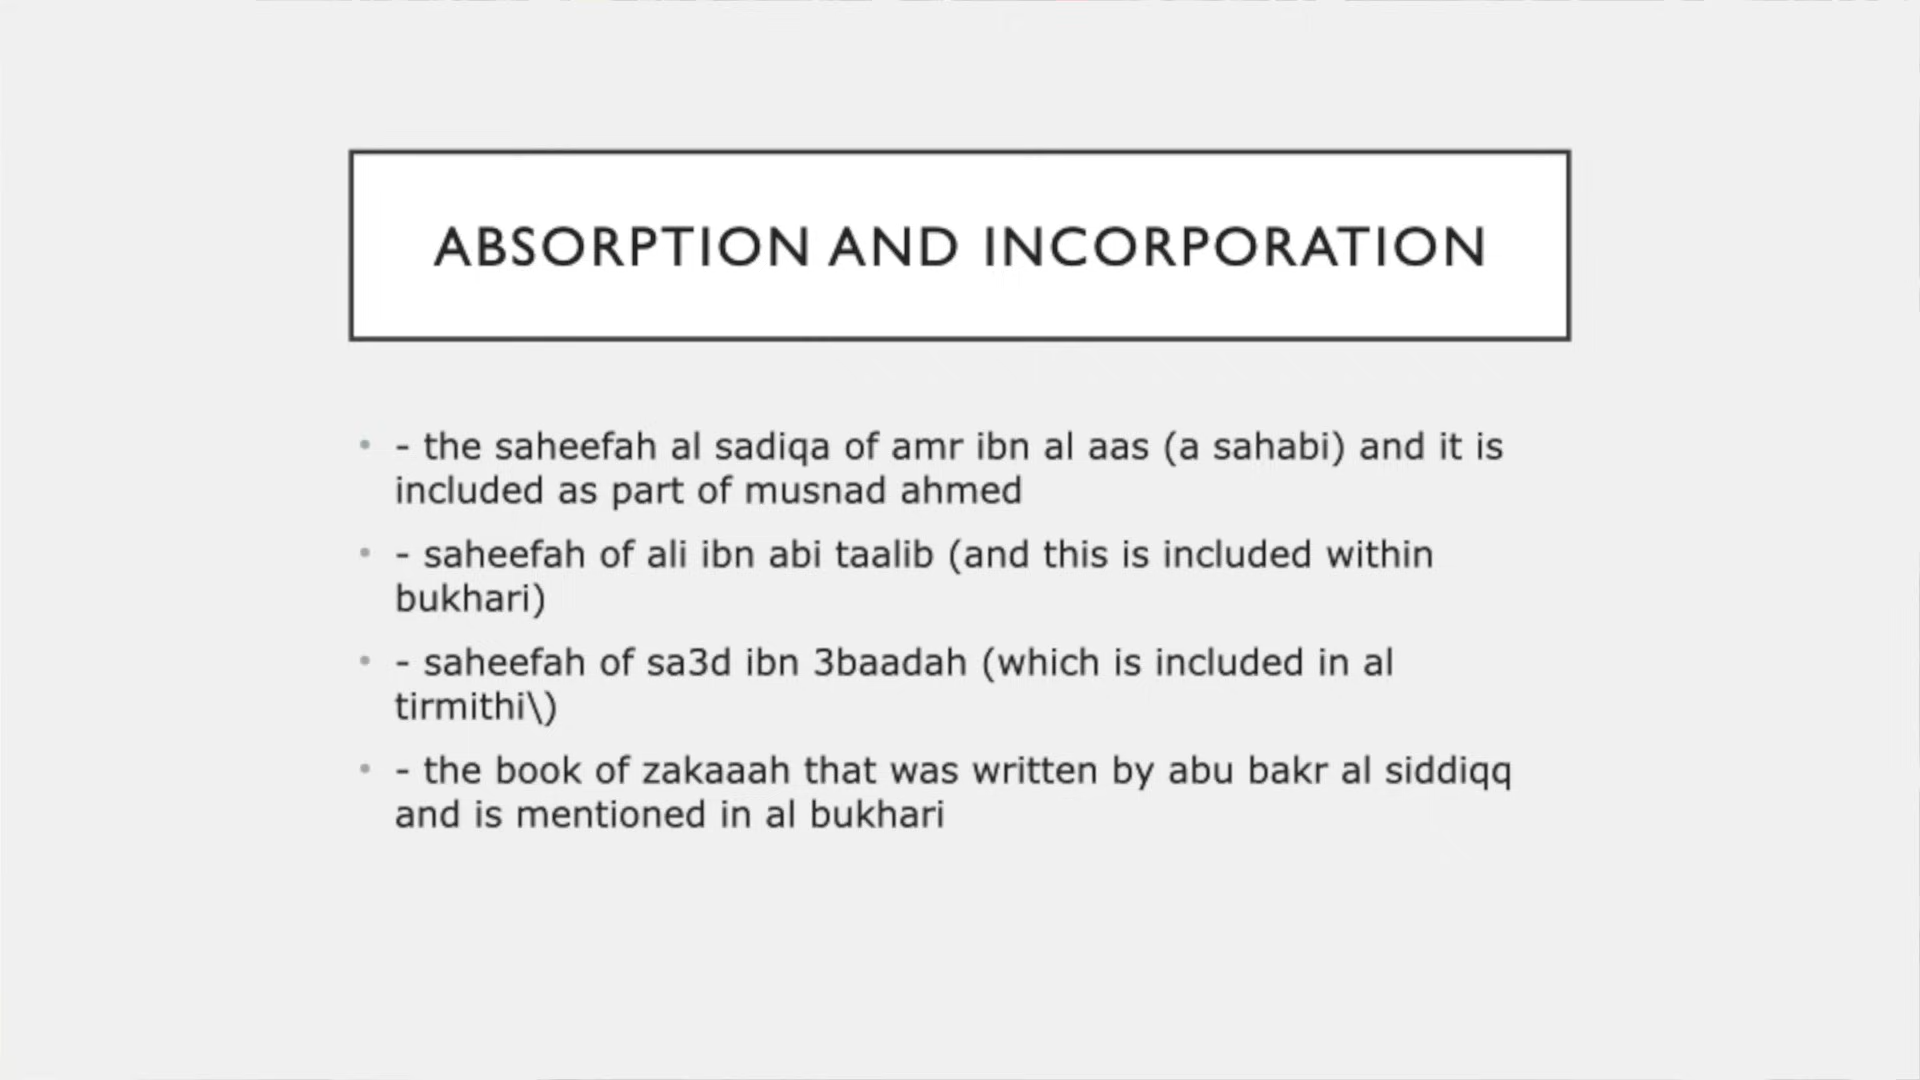 ABSORPTION AND INCORPORATION
• - the saheefah al sadiqa of amr ibn al aas (a sahabi) and it is
included as part of musnad ahmed
• - saheefah of ali ibn abi taalib (and this is included within
bukhari)
• - saheefah of sa3d ibn 3baadah (which is included in al
tirmithi\)
• - the book of zakaaah that was written by abu bakr al siddiqq
and is mentioned in al bukhari